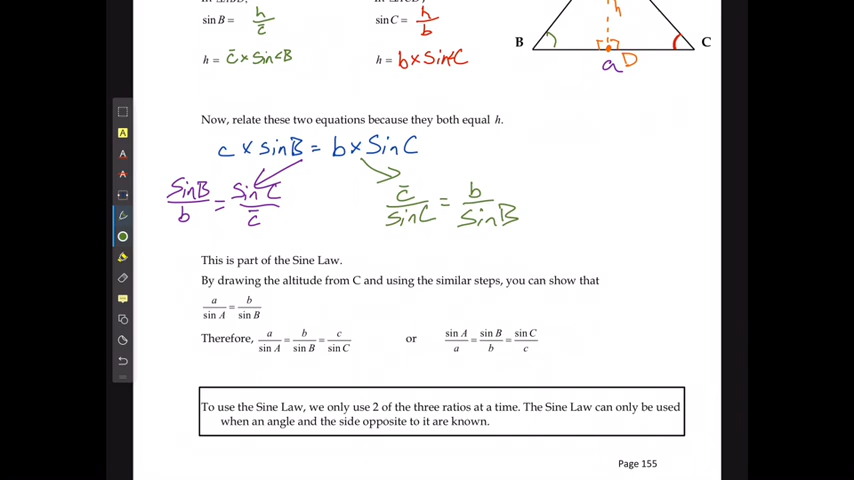 sin B = h/c̄
sin C = h/b
h = c̄ × sin<B
h = b × Sin<C
h
B
C
a D
Now, relate these two equations because they both equal h.
c × sinB = b × SinC
SinB/b = SinC/c̄
c̄/SinC = b/SinB
This is part of the Sine Law.
By drawing the altitude from C and using the similar steps, you can show that
a/sin A = b/sin B
Therefore, a/sin A = b/sin B = c/sin C or sin A/a = sin B/b = sin C/c
To use the Sine Law, we only use 2 of the three ratios at a time. The Sine Law can only be used
when an angle and the side opposite to it are known.
Page 155